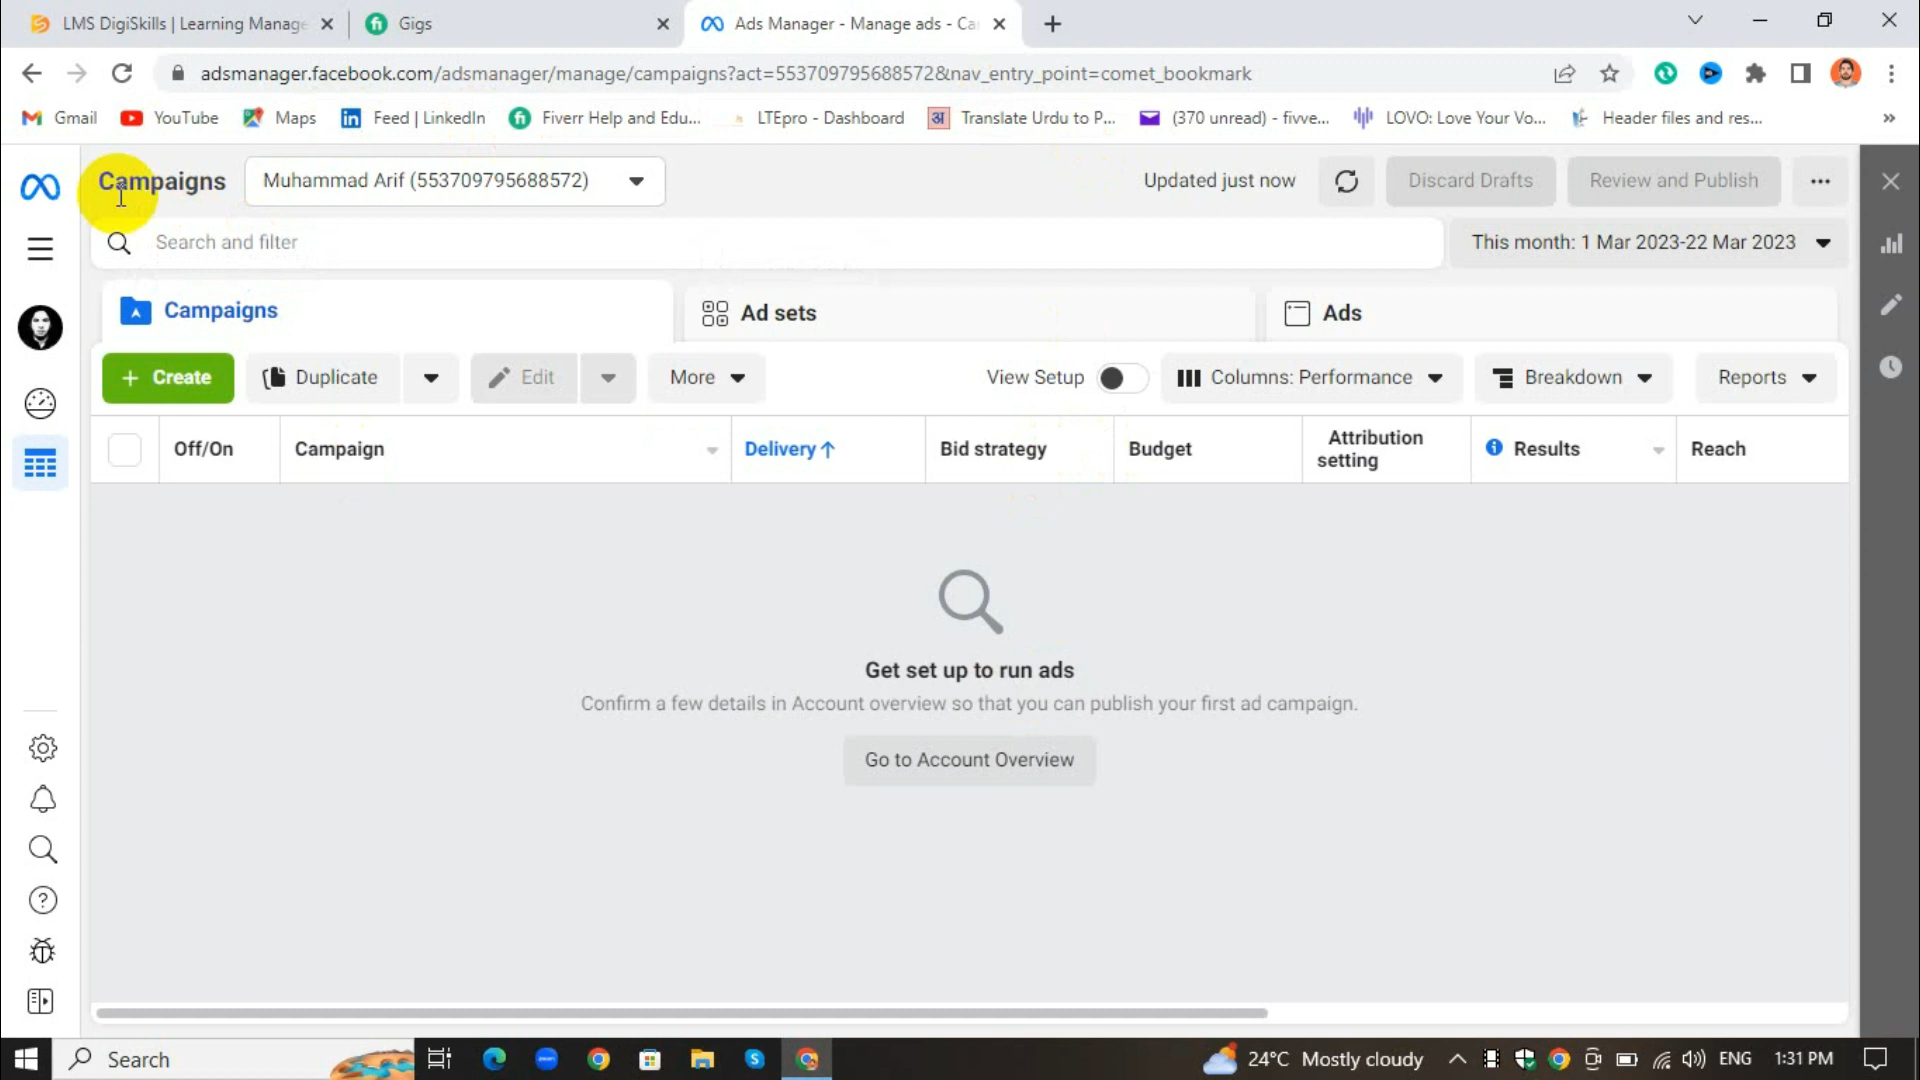 LMS DigiSkills | Learning Manage
Gigs
Ads Manager - Manage ads - Ca
adsmanager.facebook.com/adsmanager/manage/campaigns?act=553709795688572&nav_entry_point=comet_bookmark
Gmail
YouTube
Maps
Feed | LinkedIn
Fiverr Help and Edu...
LTEpro - Dashboard
Translate Urdu to P...
(370 unread) - fivve...
LOVO: Love Your Vo...
Header files and res...
»
Campaigns
Muhammad Arif (553709795688572)
Updated just now
Discard Drafts
Review and Publish
Search and filter
This month: 1 Mar 2023-22 Mar 2023
Campaigns
Ad sets
Ads
+ Create
Duplicate
Edit
More
View Setup
Columns: Performance
Breakdown
Reports
Off/On
Campaign
Delivery↑
Bid strategy
Budget
Attribution
setting
Results
Reach
Get set up to run ads
Confirm a few details in Account overview so that you can publish your first ad campaign.
Go to Account Overview
Search
24°C Mostly cloudy
ENG
1:31 PM